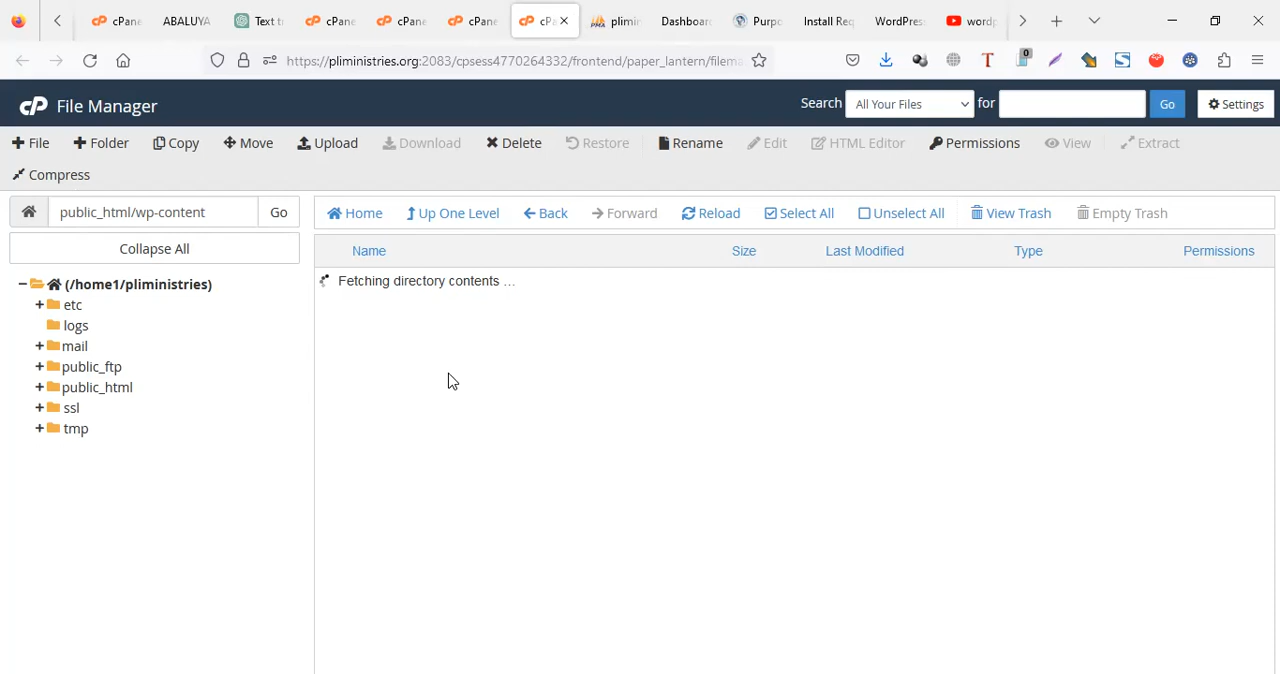 cPane
ABALUYA
Text tr
cPane
cPane
cPane
cPa
plimin
Dashboar
Purpo
Install Req
WordPres
wordp
https://pliministries.org:2083/cpsess4770264332/frontend/paper_lantern/filema
0
T
S
cP File Manager
Search All Your Files for Go Settings
File Folder Copy Move Upload Download Delete Restore Rename Edit HTML Editor Permissions View Extract
Compress
public_html/wp-content Go
Home Up One Level Back Forward Reload Select All Unselect All View Trash Empty Trash
Collapse All
Name Size Last Modified Type Permissions
Fetching directory contents ...
(/home1/pliministries)
etc
logs
mail
public_ftp
public_html
ssl
tmp